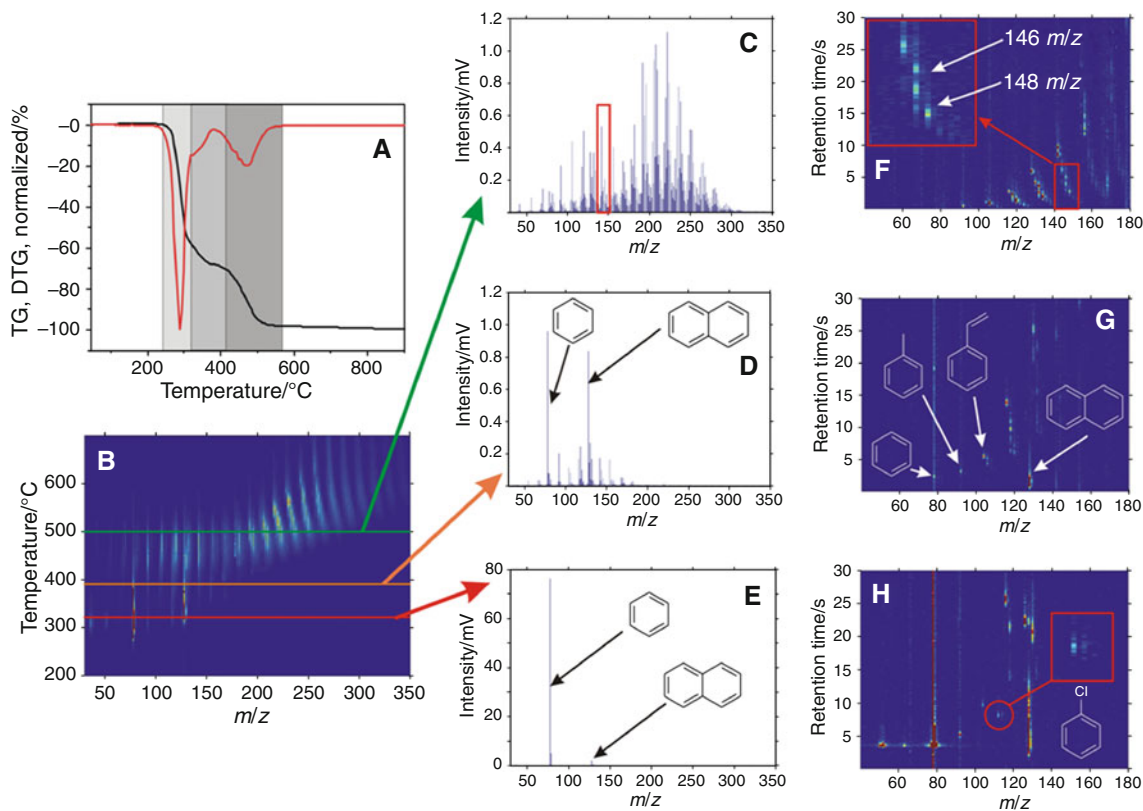 A
TG, DTG, normalized/%
–0
–20
–40
–60
–80
–100
200 400 600 800
Temperature/°C
B
Temperature/°C
600
500
400
300
200
50 100 150 200 250 300 350
m/z
C
Intensity/mV
1.2
1.0
0.8
0.6
0.4
0.2
50 100 150 200 250 300 350
m/z
D
Intensity/mV
1.2
1.0
0.8
0.6
0.4
0.2
50 100 150 200 250 300 350
m/z
E
Intensity/mV
80
60
40
20
0
50 100 150 200 250 300 350
m/z
F
146 m/z
148 m/z
Retention time/s
30
25
20
15
10
5
60 80 100 120 140 160 180
m/z
G
Retention time/s
30
25
20
15
10
5
40 60 80 100 120 140 160 180
m/z
H
Cl
Retention time/s
30
25
20
15
10
5
40 60 80 100 120 140 160 180
m/z